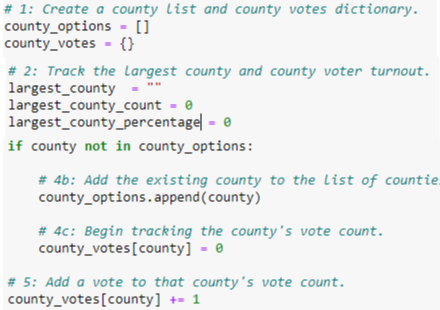 # 1: Create a county list and county votes dictionary.
county_options = []
county_votes = {}
# 2: Track the largest county and county voter turnout.
largest_county = ""
largest_county_count = 0
largest_county_percentage = 0
if county not in county_options:
# 4b: Add the existing county to the list of countie
county_options.append(county)
# 4c: Begin tracking the county's vote count.
county_votes[county] = 0
# 5: Add a vote to that county's vote count.
county_votes[county] += 1